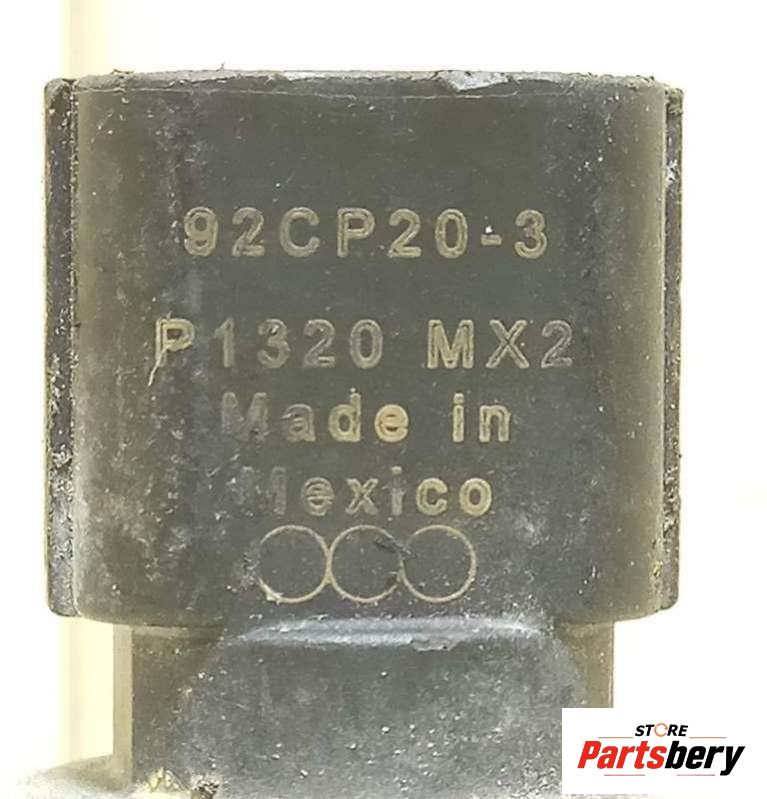 92CP20-3
P1320 MX2
Made in
Mexico
STORE
Partsbery